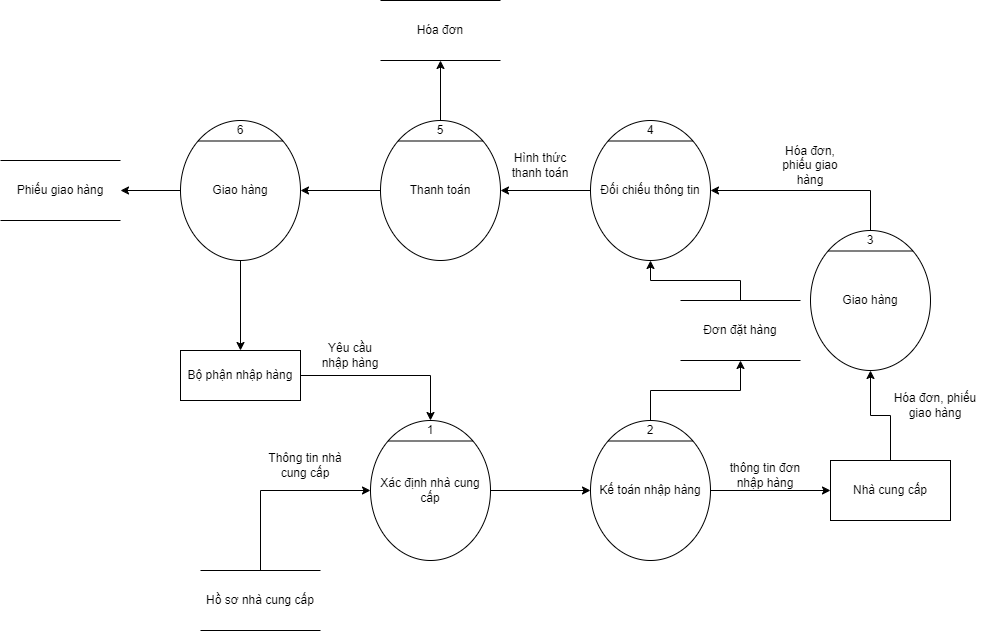 Hóa đơn
6
Giao hàng
Phiếu giao hàng
5
Thanh toán
Hình thức
thanh toán
4
Đối chiếu thông tin
Hóa đơn,
phiếu giao
hàng
3
Giao hàng
Đơn đặt hàng
Bộ phận nhập hàng
Yêu cầu
nhập hàng
Hóa đơn, phiếu
giao hàng
1
Xác định nhà cung
cấp
Thông tin nhà
cung cấp
2
Kế toán nhập hàng
thông tin đơn
nhập hàng
Nhà cung cấp
Hồ sơ nhà cung cấp